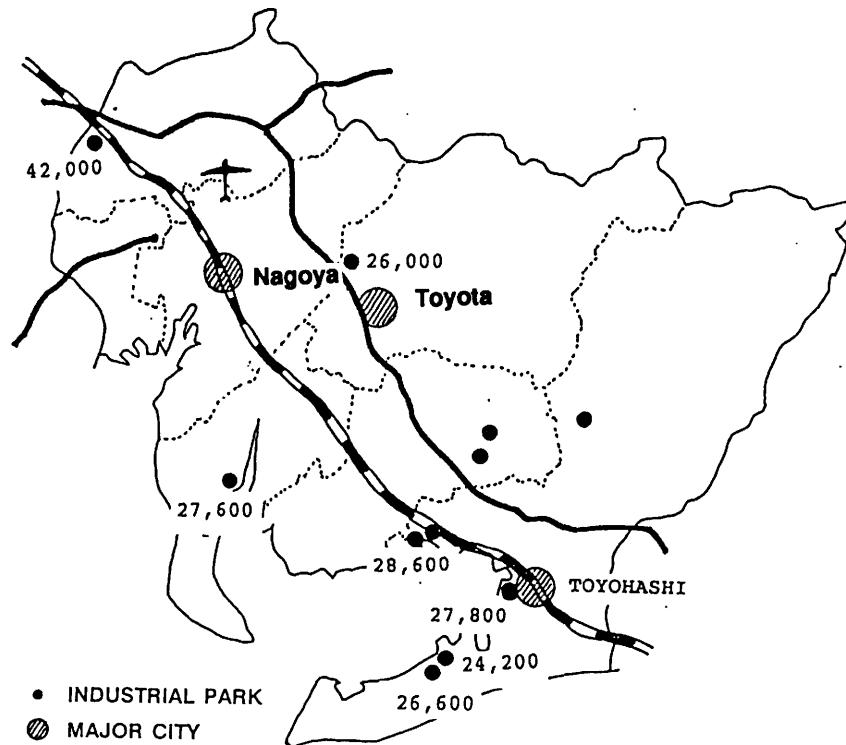 42,000
26,000
Nagoya
Toyota
27,600
28,600
TOYOHASHI
27,800
24,200
26,600
INDUSTRIAL PARK
MAJOR CITY